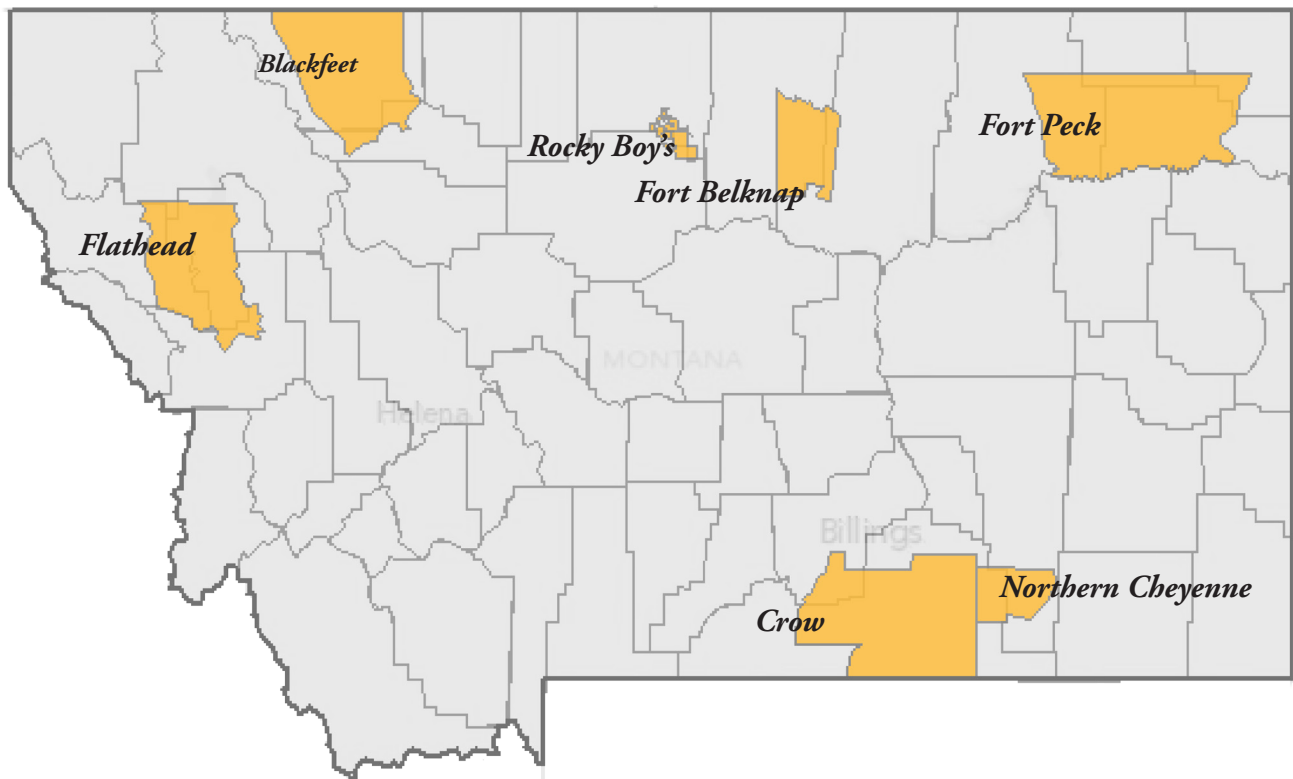 Blackfeet
Rocky Boy's
Fort Belknap
Fort Peck
Flathead
MONTANA
Helena
Billings
Northern Cheyenne
Crow